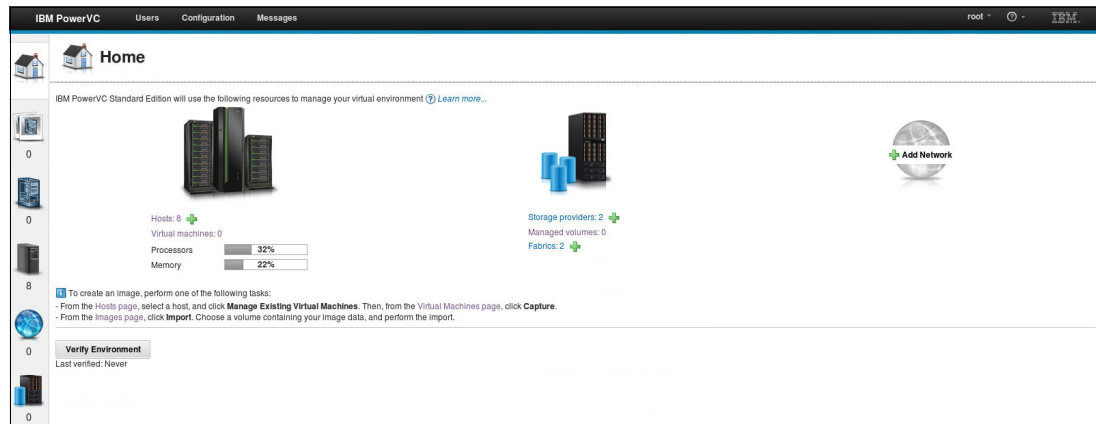 IBM PowerVC Users Configuration Messages root IBM.
Home
IBM PowerVC Standard Edition will use the following resources to manage your virtual environment ? Learn more...
Add Network
0
0
Hosts: 8
Storage providers: 2
Virtual machines: 0
Managed volumes: 0
Processors 32%
Fabrics: 2
Memory 22%
8
To create an image, perform one of the following tasks:
- From the Hosts page, select a host, and click Manage Existing Virtual Machines. Then, from the Virtual Machines page, click Capture.
- From the Images page, click Import. Choose a volume containing your image data, and perform the import.
0
Verify Environment
Last verified: Never
0